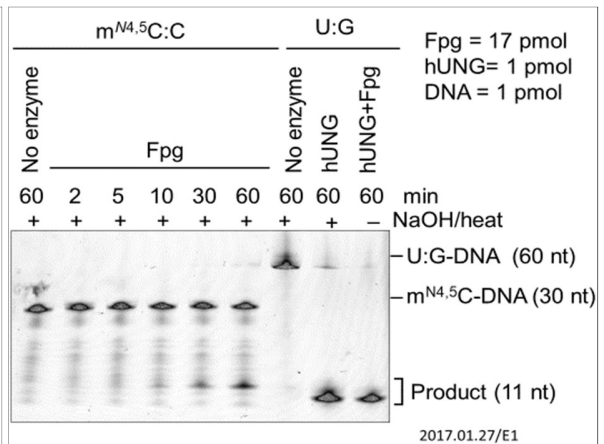 mN4,5C:C
U:G
Fpg = 17 pmol
hUNG= 1 pmol
DNA = 1 pmol
No enzyme
Fpg
No enzyme
hUNG
hUNG+Fpg
60 2 5 10 30 60 60 60 60 min
+ + + + + + + + – NaOH/heat
U:G-DNA (60 nt)
mN4,5C-DNA (30 nt)
Product (11 nt)
2017.01.27/E1